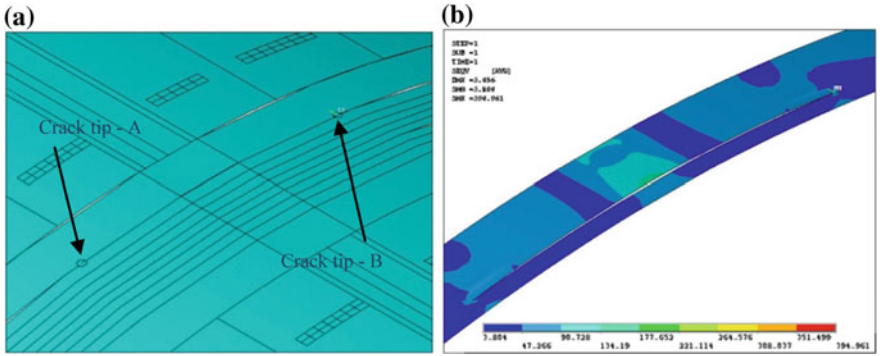 (a)
Crack tip - A
Crack tip - B
(b)
STEP=1
SUB =1
TIME=1
SEQV (AVG)
DMX =3.456
SMN =3.804
SMX =394.961
3.804 90.728 177.652 264.576 351.499
47.266 134.19 221.114 308.037 394.961